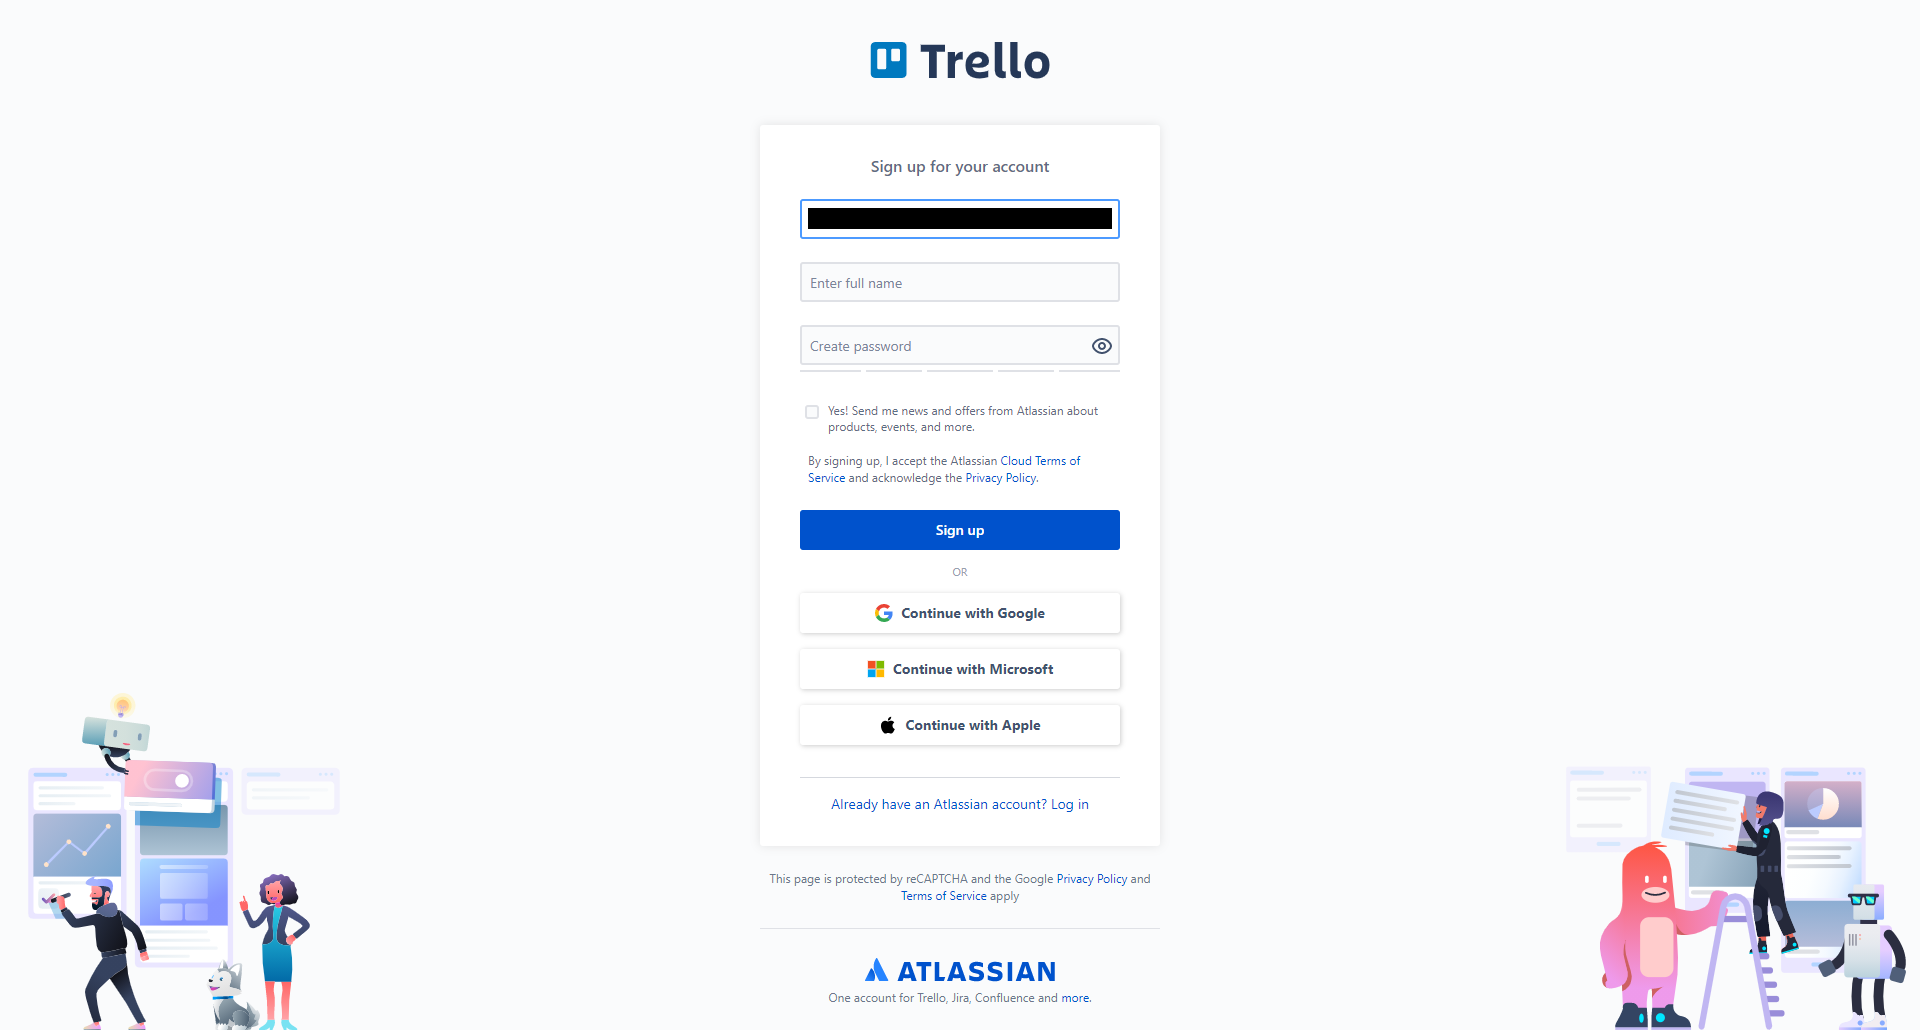 Trello
Sign up for your account
Enter full name
Create password
Yes! Send me news and offers from Atlassian about
products, events, and more.
By signing up, I accept the Atlassian Cloud Terms of
Service and acknowledge the Privacy Policy.
Sign up
OR
Continue with Google
Continue with Microsoft
Continue with Apple
Already have an Atlassian account? Log in
This page is protected by reCAPTCHA and the Google Privacy Policy and
Terms of Service apply
ATLASSIAN
One account for Trello, Jira, Confluence and more.